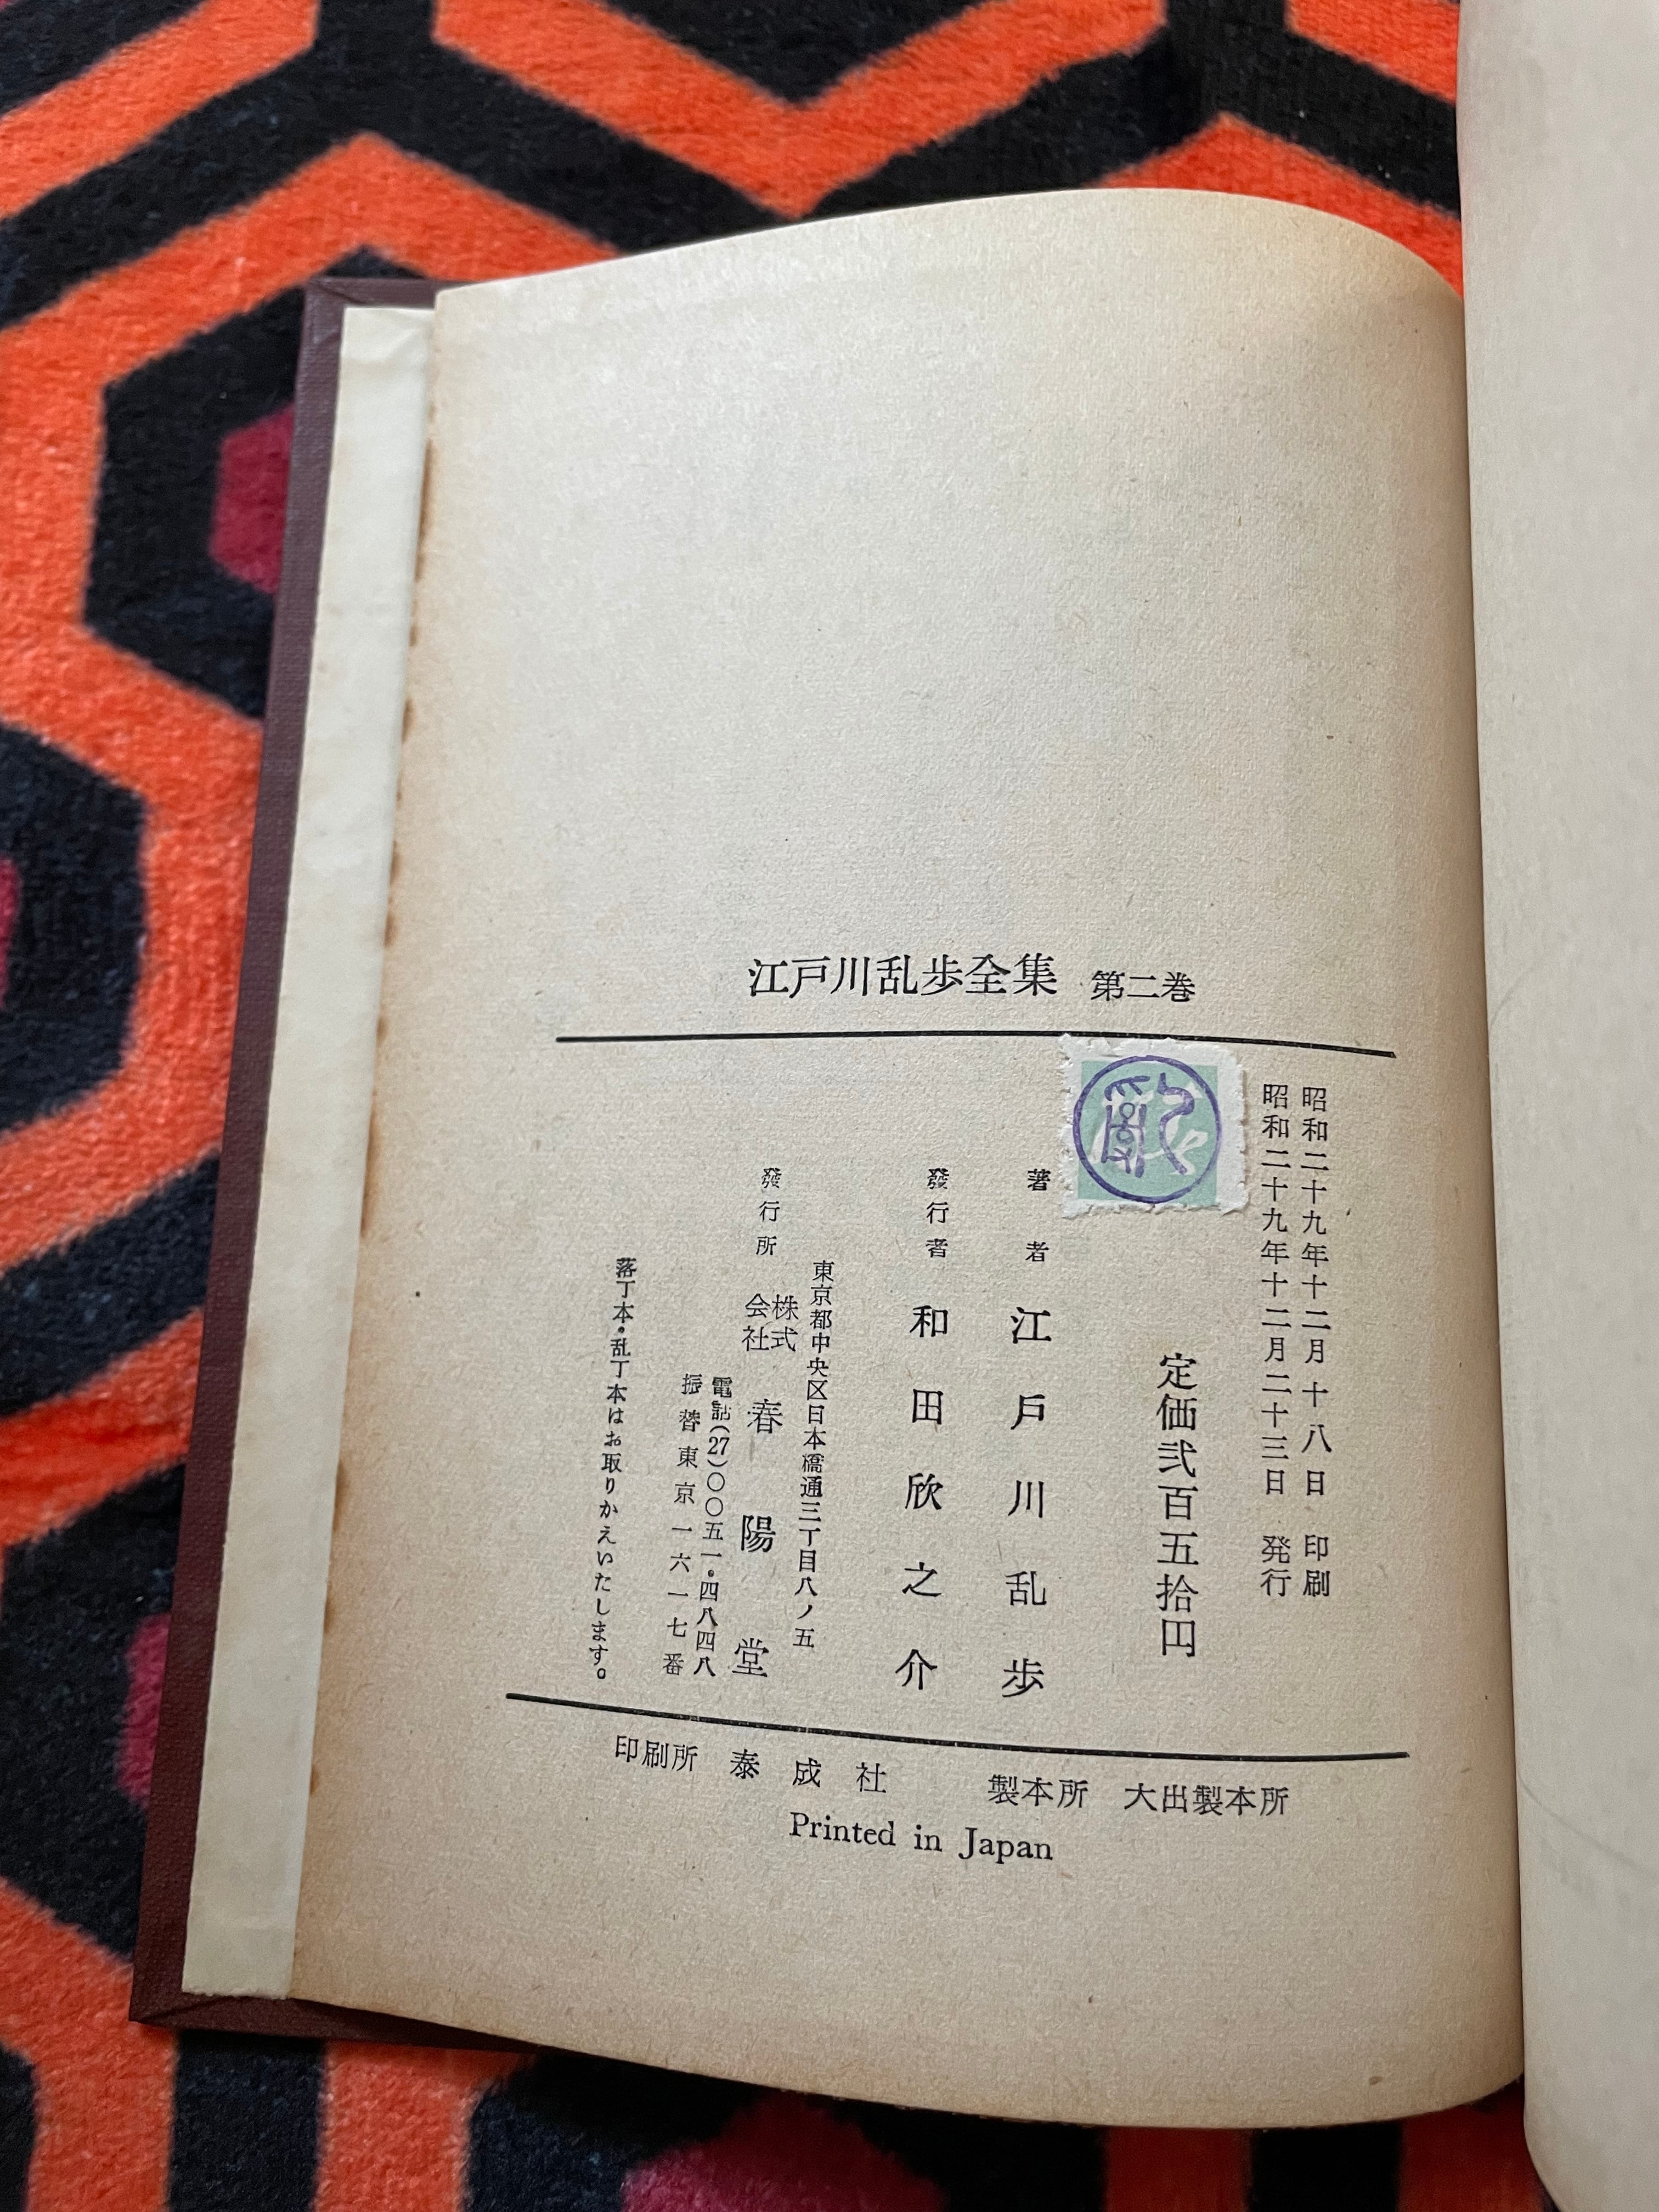 江戸川乱歩全集 第二巻
昭和二十九年十二月十八日 印刷
昭和二十九年十二月二十三日 発行
定価弐百五拾円
著者 江戸川乱歩
發行者 和田欣之介
東京都中央区日本橋通三丁目八ノ五
發行所 株式会社 春陽堂
電話(27)〇〇五一・四八四八
振替東京一六一七番
落丁本・乱丁本はお取りかえいたします。
印刷所 泰成社 製本所 大出製本所
Printed in Japan